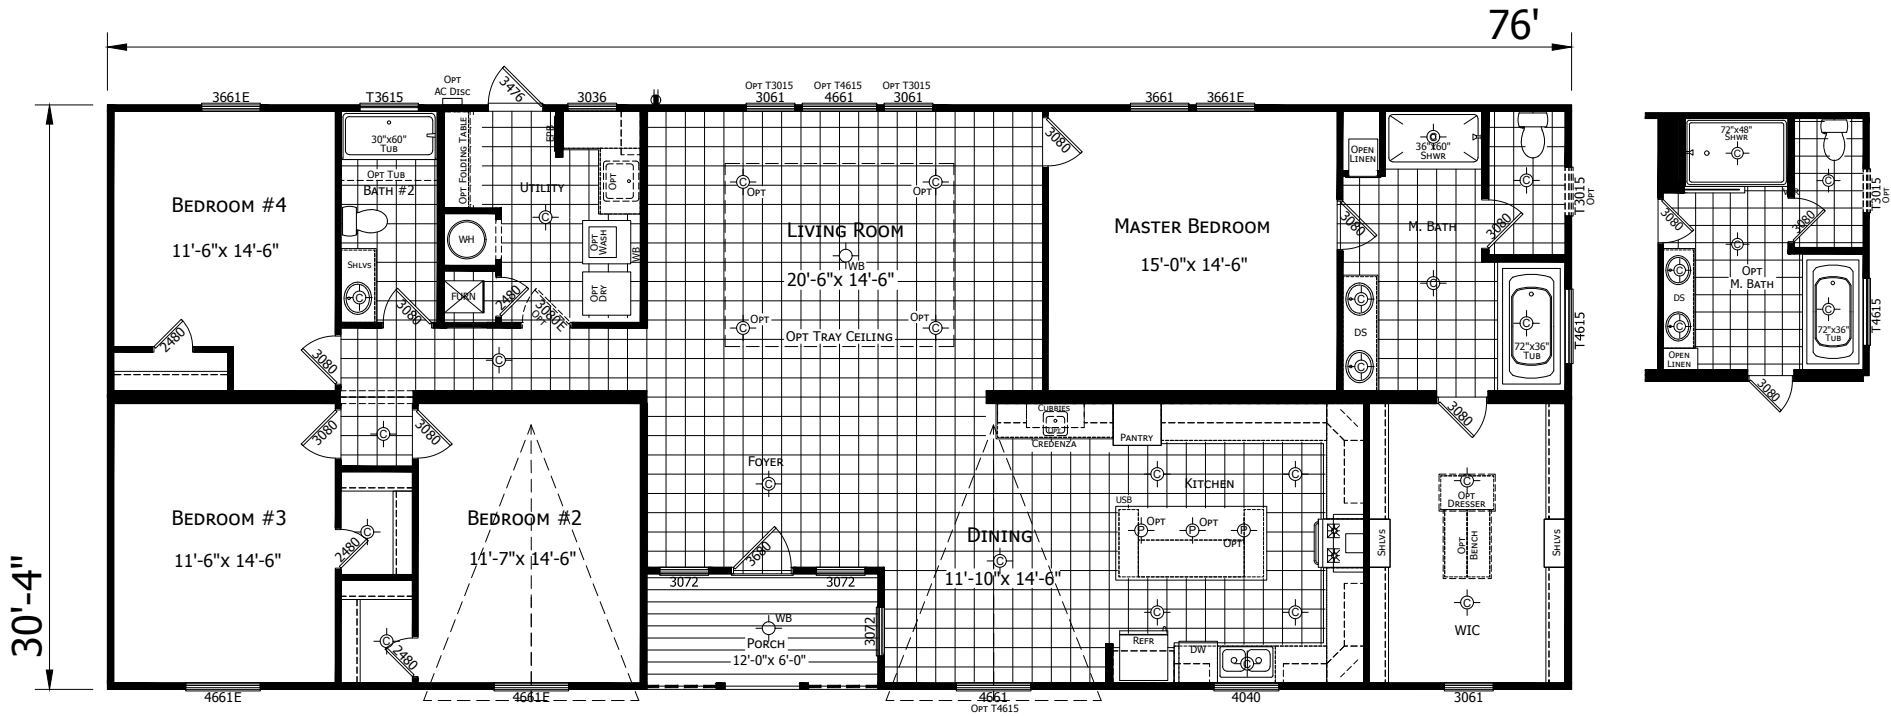 76'
30'-4"
3661E
T3615
OPT
AC DISC
3476
3036
OPT T3015
3061
OPT T4615
4661
OPT T3015
3061
3661
3661E
BEDROOM #4
11'-6"x 14'-6"
2480
3080
30"x60"
TUB
OPT TUB
BATH #2
SHLVS
3080
OPT FOLDING TABLE
EPB
UTILITY
OPT
WH
FURN
2480
3080E
OPT
OPT
WASH
OPT
DRY
WB
C
C
C
LIVING ROOM
WB
20'-6"x 14'-6"
OPT TRAY CEILING
C
OPT
C
OPT
C
OPT
C
OPT
3080
MASTER BEDROOM
15'-0"x 14'-6"
OPEN
LINEN
36"x60"
SHWR
3080
M. BATH
3080
T3015
OPT
DS
72"x36"
TUB
T4615
3080
BEDROOM #3
11'-6"x 14'-6"
4661E
3080
3080
C
2480
C
2480
C
BEDROOM #2
11'-7"x 14'-6"
4661E
FOYER
C
3680
3072
3072
3072
WB
PORCH
12'-0"x 6'-0"
DINING
C
11'-10"x 14'-6"
4661
OPT T4615
CUBBIES
OPT
CREDENZA
PANTRY
KITCHEN
USB
P
OPT
P
OPT
P
OPT
C
C
C
C
REFR
DW
C
4040
SHLVS
SHLVS
C
OPT
DRESSER
OPT
BENCH
C
WIC
3061
72"x48"
SHWR
C
C
3080
3080
T3015
OPT
C
OPT
M. BATH
DS
OPEN
LINEN
C
72"x36"
TUB
T4615
3080